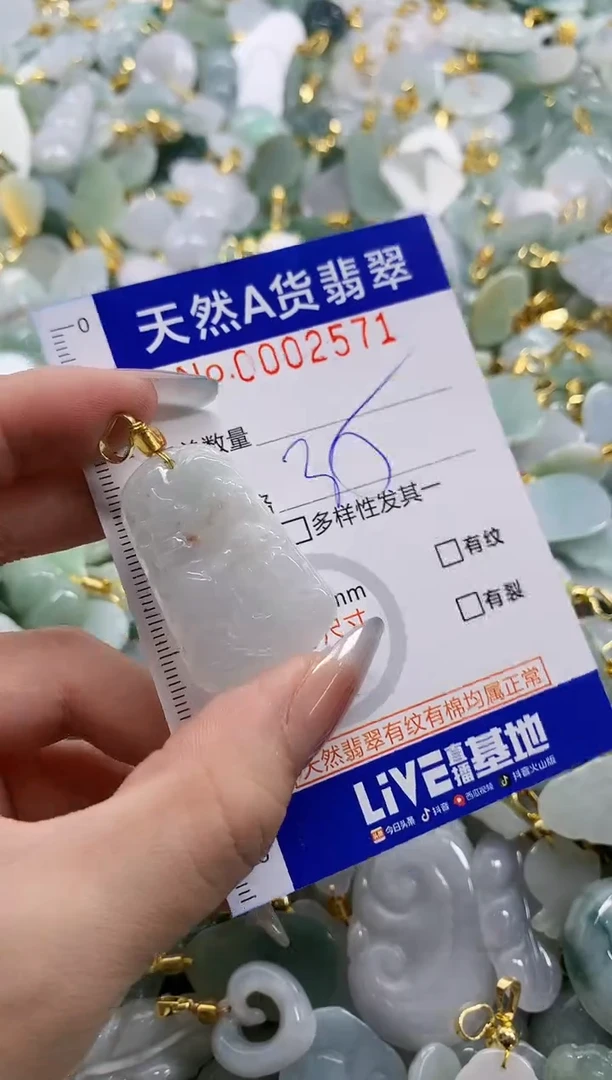 0
天然A货翡翠
No.0002571
数量
36
□多样性发其一
□有纹
mm
□有裂
尺寸
天然翡翠有纹有棉均属正常
LiVE直播基地
今日头条 抖音 西瓜视频 抖音火山版